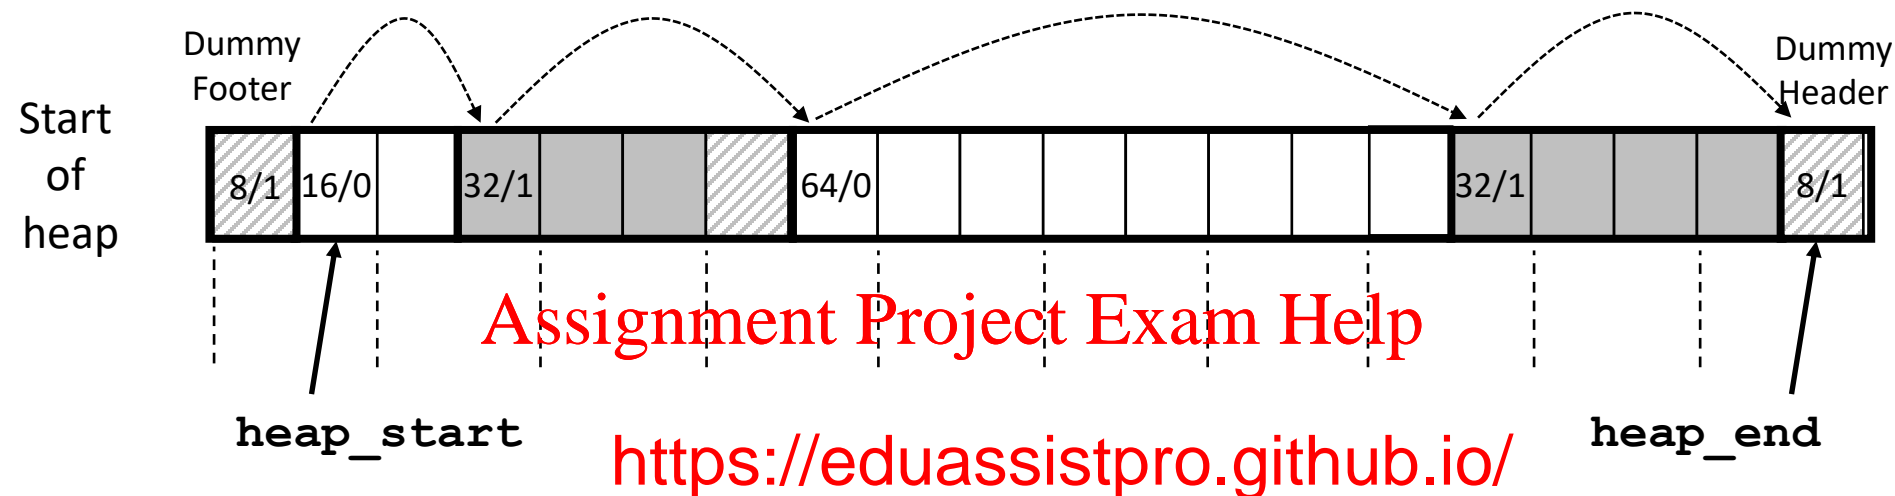 Dummy
Footer
Dummy
Header
Start
of
heap
8/1 16/0 32/1 64/0 32/1 8/1
Assignment Project Exam Help
heap_start
heap_end
https://eduassistpro.github.io/